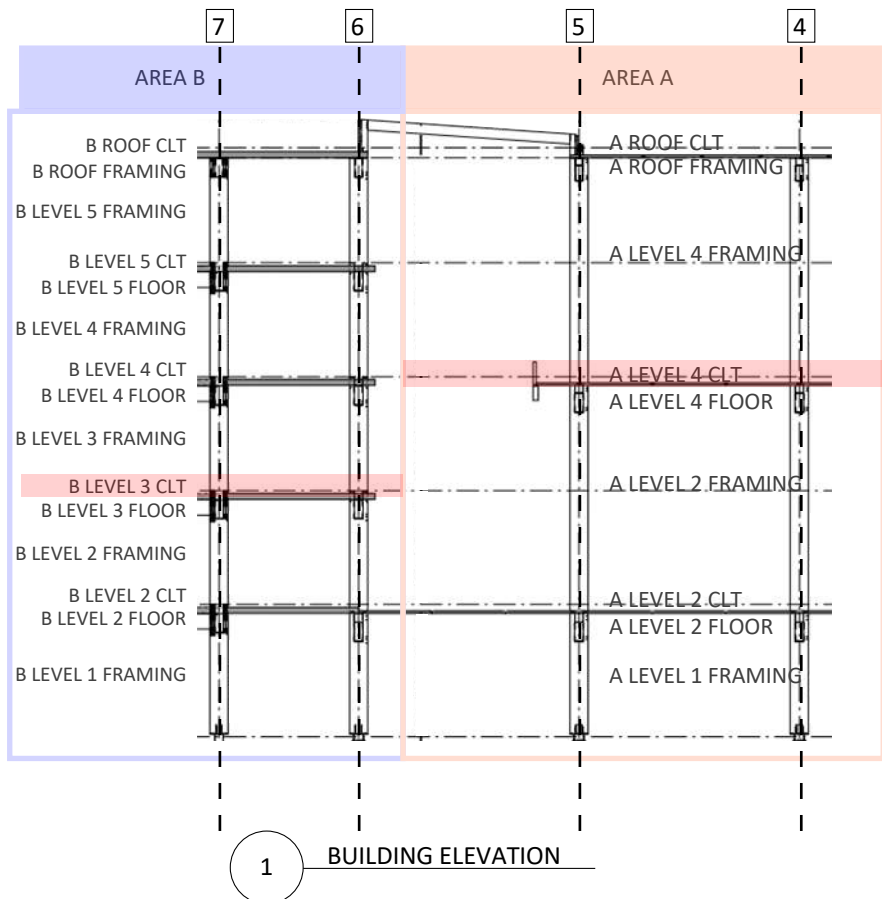 7 6 5 4
AREA B
AREA A
B ROOF CLT
B ROOF FRAMING
B LEVEL 5 FRAMING
B LEVEL 5 CLT
B LEVEL 5 FLOOR
B LEVEL 4 FRAMING
B LEVEL 4 CLT
B LEVEL 4 FLOOR
B LEVEL 3 FRAMING
B LEVEL 3 CLT
B LEVEL 3 FLOOR
B LEVEL 2 FRAMING
B LEVEL 2 CLT
B LEVEL 2 FLOOR
B LEVEL 1 FRAMING
A ROOF CLT
A ROOF FRAMING
A LEVEL 4 FRAMING
A LEVEL 4 CLT
A LEVEL 4 FLOOR
A LEVEL 2 FRAMING
A LEVEL 2 CLT
A LEVEL 2 FLOOR
A LEVEL 1 FRAMING
1 BUILDING ELEVATION